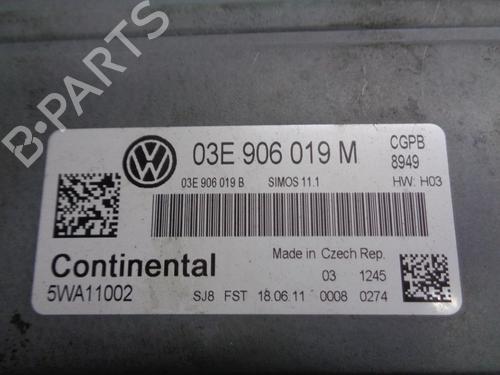 B-PARTS
03E 906 019 M
CGPB
8949
03E 906 019 B SIMOS 11.1
HW: H03
Continental
Made in Czech Rep.
03 1245
5WA11002
SJ8 FST 18.06.11 0008 0274